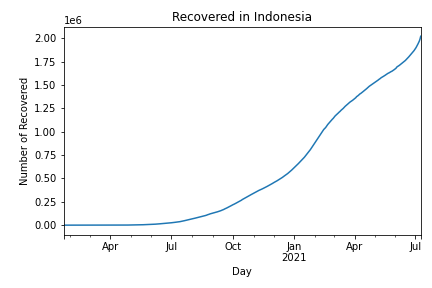 Recovered in Indonesia
1e6
2.00
1.75
1.50
1.25
1.00
0.75
0.50
0.25
0.00
Number of Recovered
Apr Jul Oct Jan Apr Jul
2021
Day